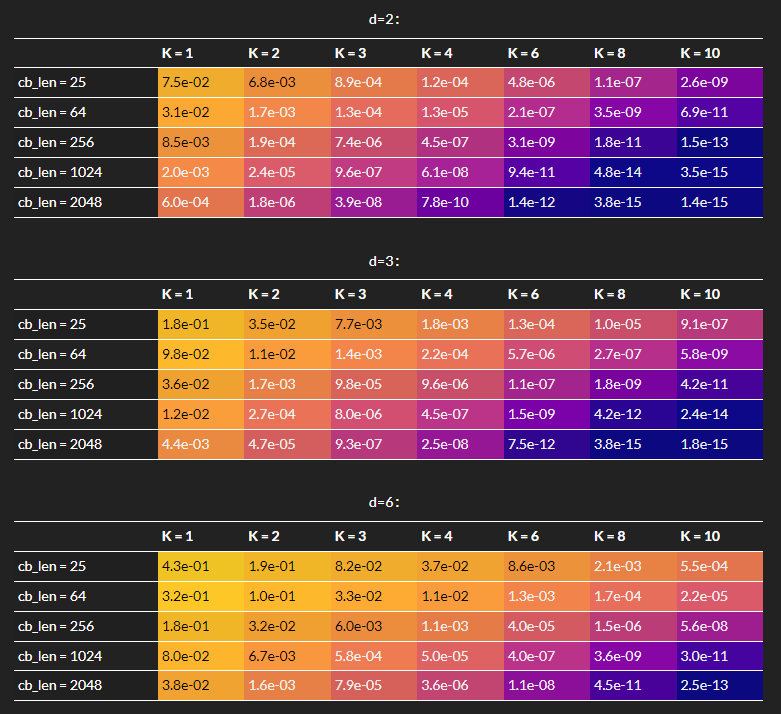 d=2:
K = 1 K = 2 K = 3 K = 4 K = 6 K = 8 K = 10
cb_len = 25 7.5e-02 6.8e-03 8.9e-04 1.2e-04 4.8e-06 1.1e-07 2.6e-09
cb_len = 64 3.1e-02 1.7e-03 1.3e-04 1.3e-05 2.1e-07 3.5e-09 6.9e-11
cb_len = 256 8.5e-03 1.9e-04 7.4e-06 4.5e-07 3.1e-09 1.8e-11 1.5e-13
cb_len = 1024 2.0e-03 2.4e-05 9.6e-07 6.1e-08 9.4e-11 4.8e-14 3.5e-15
cb_len = 2048 6.0e-04 1.8e-06 3.9e-08 7.8e-10 1.4e-12 3.8e-15 1.4e-15
d=3:
K = 1 K = 2 K = 3 K = 4 K = 6 K = 8 K = 10
cb_len = 25 1.8e-01 3.5e-02 7.7e-03 1.8e-03 1.3e-04 1.0e-05 9.1e-07
cb_len = 64 9.8e-02 1.1e-02 1.4e-03 2.2e-04 5.7e-06 2.7e-07 5.8e-09
cb_len = 256 3.6e-02 1.7e-03 9.8e-05 9.6e-06 1.1e-07 1.8e-09 4.2e-11
cb_len = 1024 1.2e-02 2.7e-04 8.0e-06 4.5e-07 1.5e-09 4.2e-12 2.4e-14
cb_len = 2048 4.4e-03 4.7e-05 9.3e-07 2.5e-08 7.5e-12 3.8e-15 1.8e-15
d=6:
K = 1 K = 2 K = 3 K = 4 K = 6 K = 8 K = 10
cb_len = 25 4.3e-01 1.9e-01 8.2e-02 3.7e-02 8.6e-03 2.1e-03 5.5e-04
cb_len = 64 3.2e-01 1.0e-01 3.3e-02 1.1e-02 1.3e-03 1.7e-04 2.2e-05
cb_len = 256 1.8e-01 3.2e-02 6.0e-03 1.1e-03 4.0e-05 1.5e-06 5.6e-08
cb_len = 1024 8.0e-02 6.7e-03 5.8e-04 5.0e-05 4.0e-07 3.6e-09 3.0e-11
cb_len = 2048 3.8e-02 1.6e-03 7.9e-05 3.6e-06 1.1e-08 4.5e-11 2.5e-13